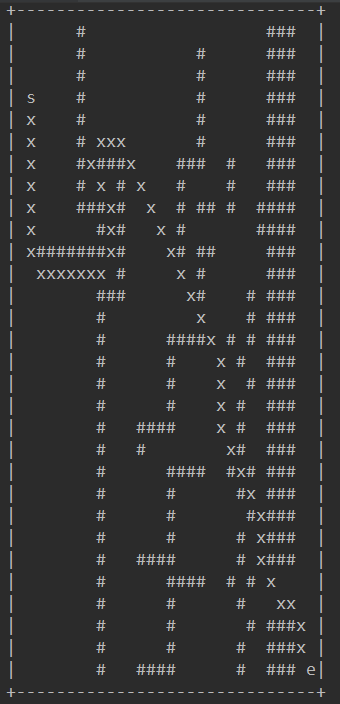 +------------------------------+
|      #                  ###  |
|      #           #      ###  |
|      #           #      ###  |
| s    #           #      ###  |
| x    #           #      ###  |
| x    # xxx       #      ###  |
| x    #x###x    ###  #   ###  |
| x    # x # x   #    #   ###  |
| x    ###x#  x  # ## #  ####  |
| x      #x#   x #       ####  |
| x#######x#    x# ##     ###  |
|  xxxxxxx #     x #      ###  |
|        ###      x#    # ###  |
|        #         x    # ###  |
|        #      ####x # # ###  |
|        #      #    x #  ###  |
|        #      #    x  # ###  |
|        #      #    x #  ###  |
|        #   ####    x #  ###  |
|        #   #        x#  ###  |
|        #      ####  #x# ###  |
|        #      #      #x ###  |
|        #      #       #x###  |
|        #      #      # x###  |
|        #   ####      # x###  |
|        #      ####  # # x    |
|        #      #      #   xx  |
|        #      #       # ###x |
|        #      #      #  ###x |
|        #   ####      #  ### e|
+------------------------------+